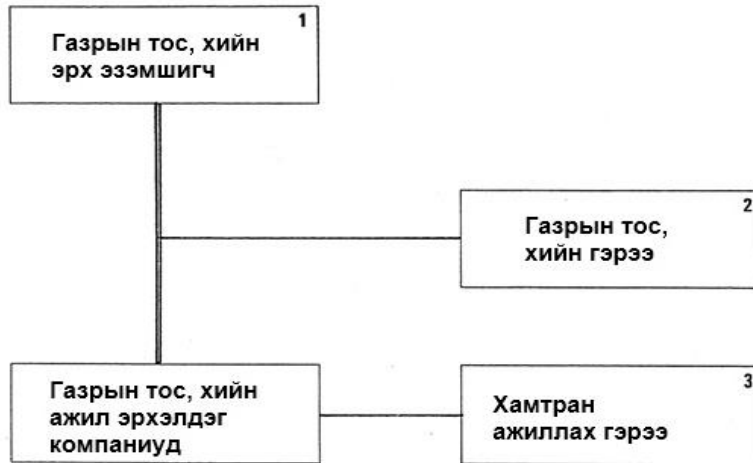 1
Газрын тос, хийн
эрх эзэмшигч
2
Газрын тос,
хийн гэрээ
Газрын тос, хийн
ажил эрхэлдэг
компаниуд
3
Хамтран
ажиллах гэрээ